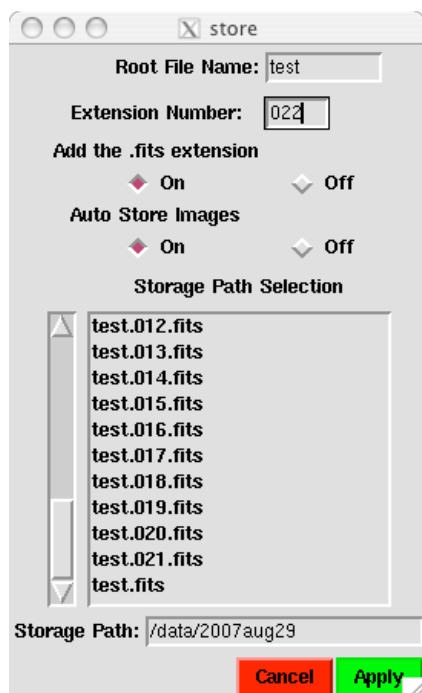 store
Root File Name: test
Extension Number: 022
Add the .fits extension
On Off
Auto Store Images
On Off
Storage Path Selection
test.012.fits
test.013.fits
test.014.fits
test.015.fits
test.016.fits
test.017.fits
test.018.fits
test.019.fits
test.020.fits
test.021.fits
test.fits
Storage Path: /data/2007aug29
Cancel Apply